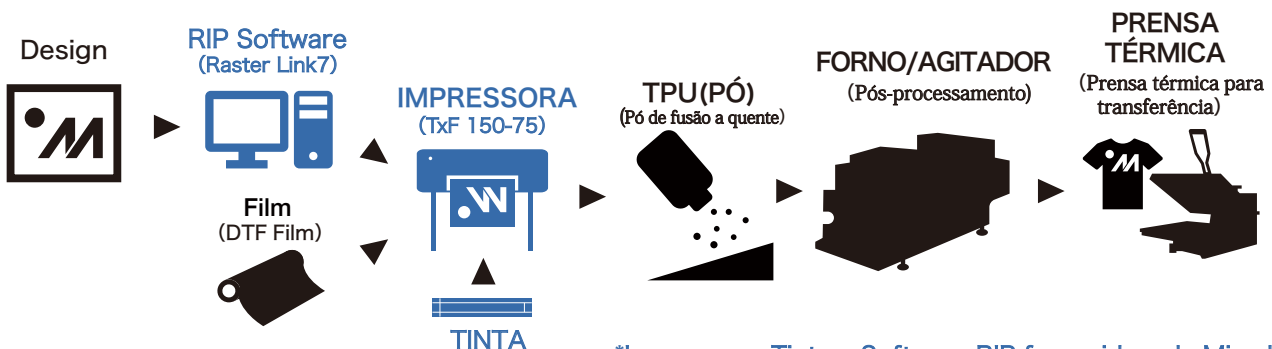 Design
RIP Software
(Raster Link7)
Film
(DTF Film)
IMPRESSORA
(TxF 150-75)
TINTA
TPU(PÓ)
(Pó de fusão a quente)
FORNO/AGITADOR
(Pós-processamento)
PRENSA
TÉRMICA
(Prensa térmica para
transferência)